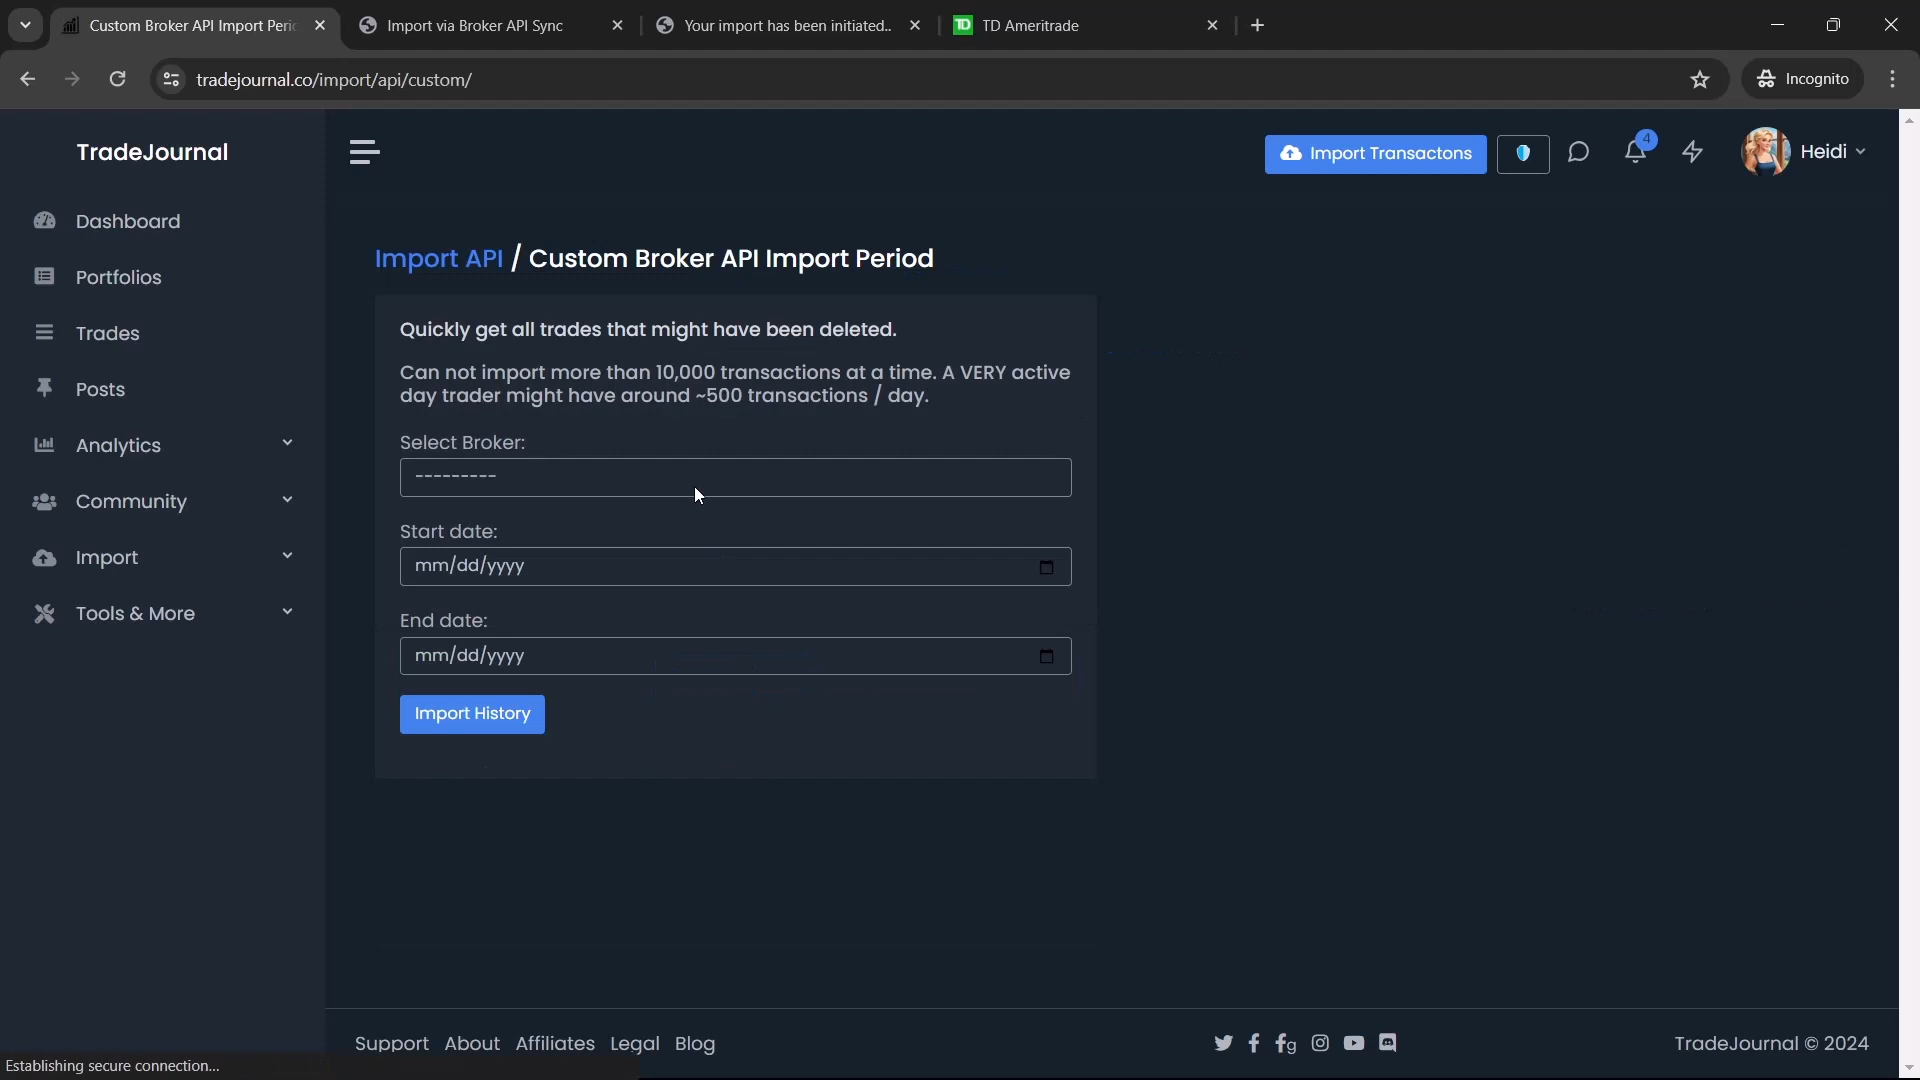 Custom Broker API Import Perio
Import via Broker API Sync
Your import has been initiated..
TD Ameritrade
tradejournal.co/import/api/custom/
Incognito
TradeJournal
Import Transactons
4
Heidi
Dashboard
Portfolios
Trades
Posts
Analytics
Community
Import
Tools & More
Import API / Custom Broker API Import Period
Quickly get all trades that might have been deleted.
Can not import more than 10,000 transactions at a time. A VERY active
day trader might have around ~500 transactions / day.
Select Broker:
---------
Start date:
mm/dd/yyyy
End date:
mm/dd/yyyy
Import History
Support About Affiliates Legal Blog
TradeJournal © 2024
Establishing secure connection...